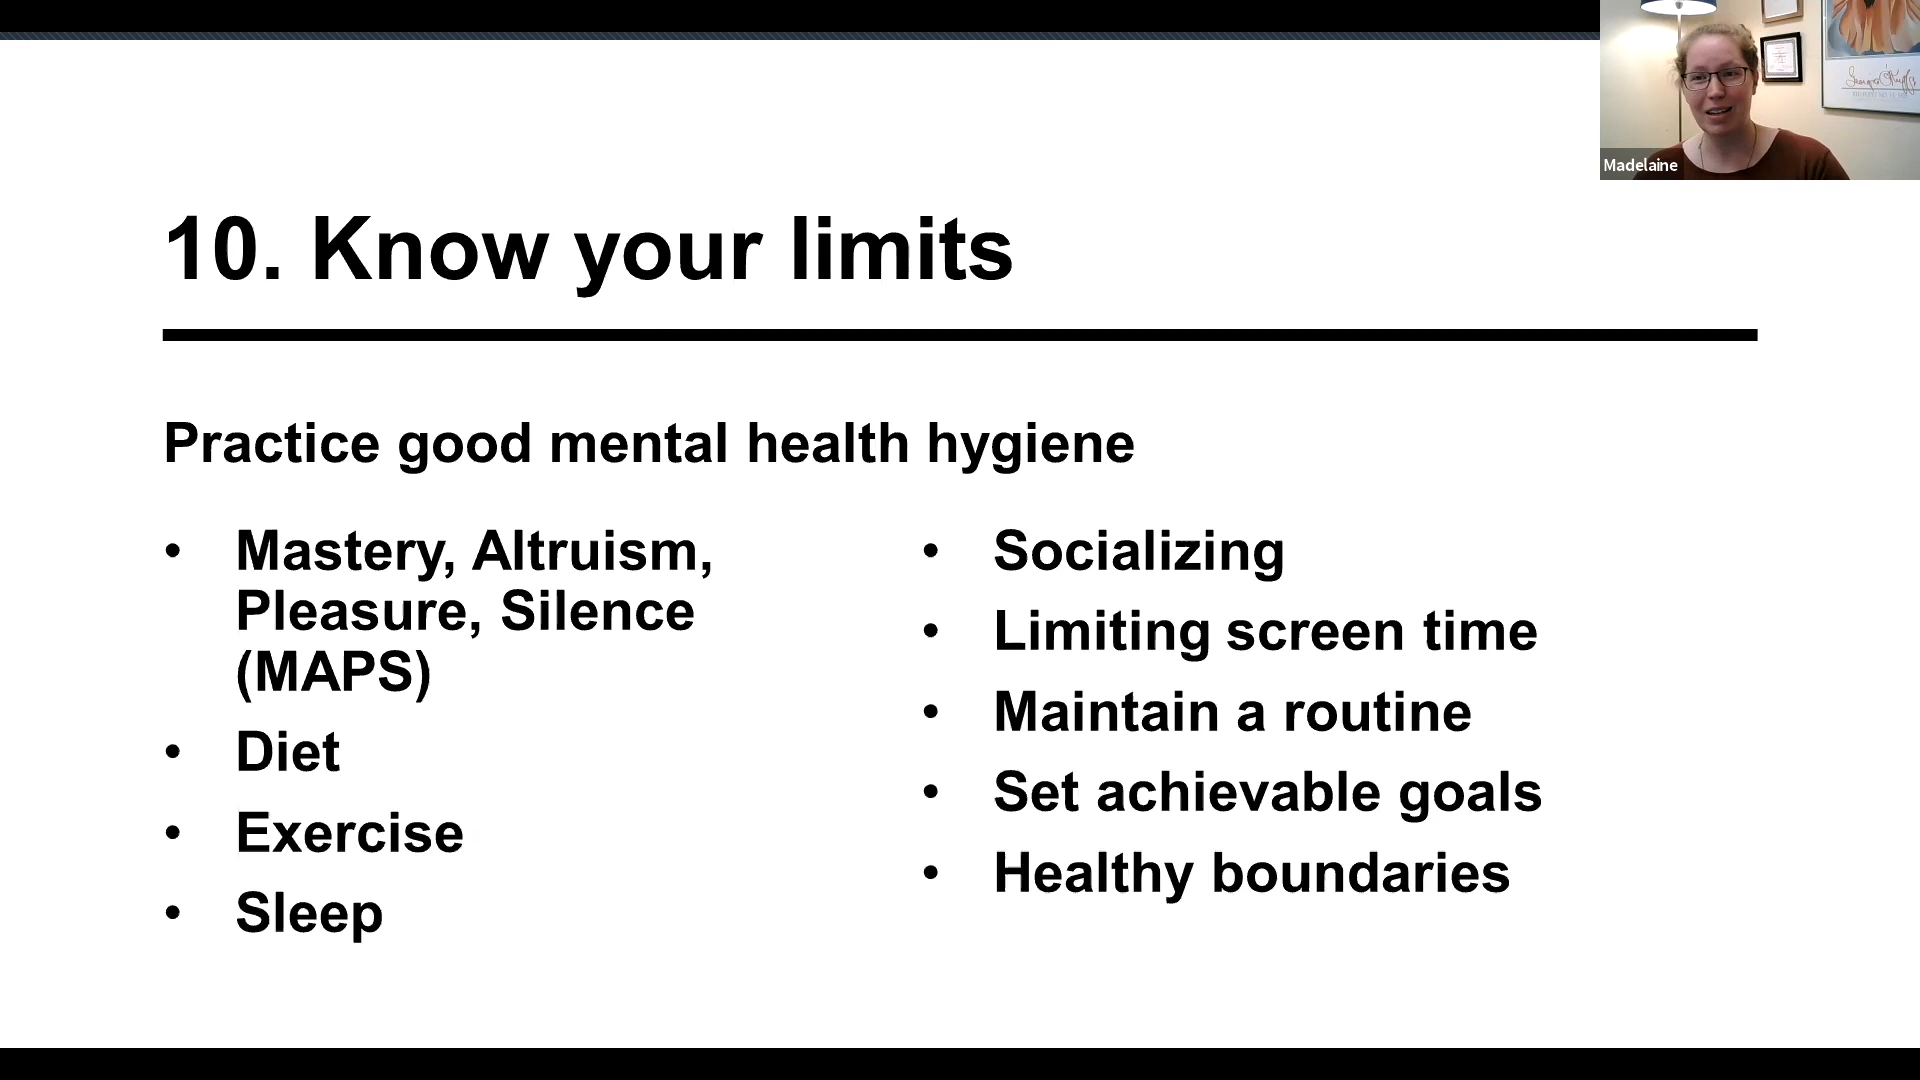 10. Know your limits
Practice good mental health hygiene
• Mastery, Altruism,
Pleasure, Silence
(MAPS)
• Diet
• Exercise
• Sleep
• Socializing
• Limiting screen time
• Maintain a routine
• Set achievable goals
• Healthy boundaries
Madelaine